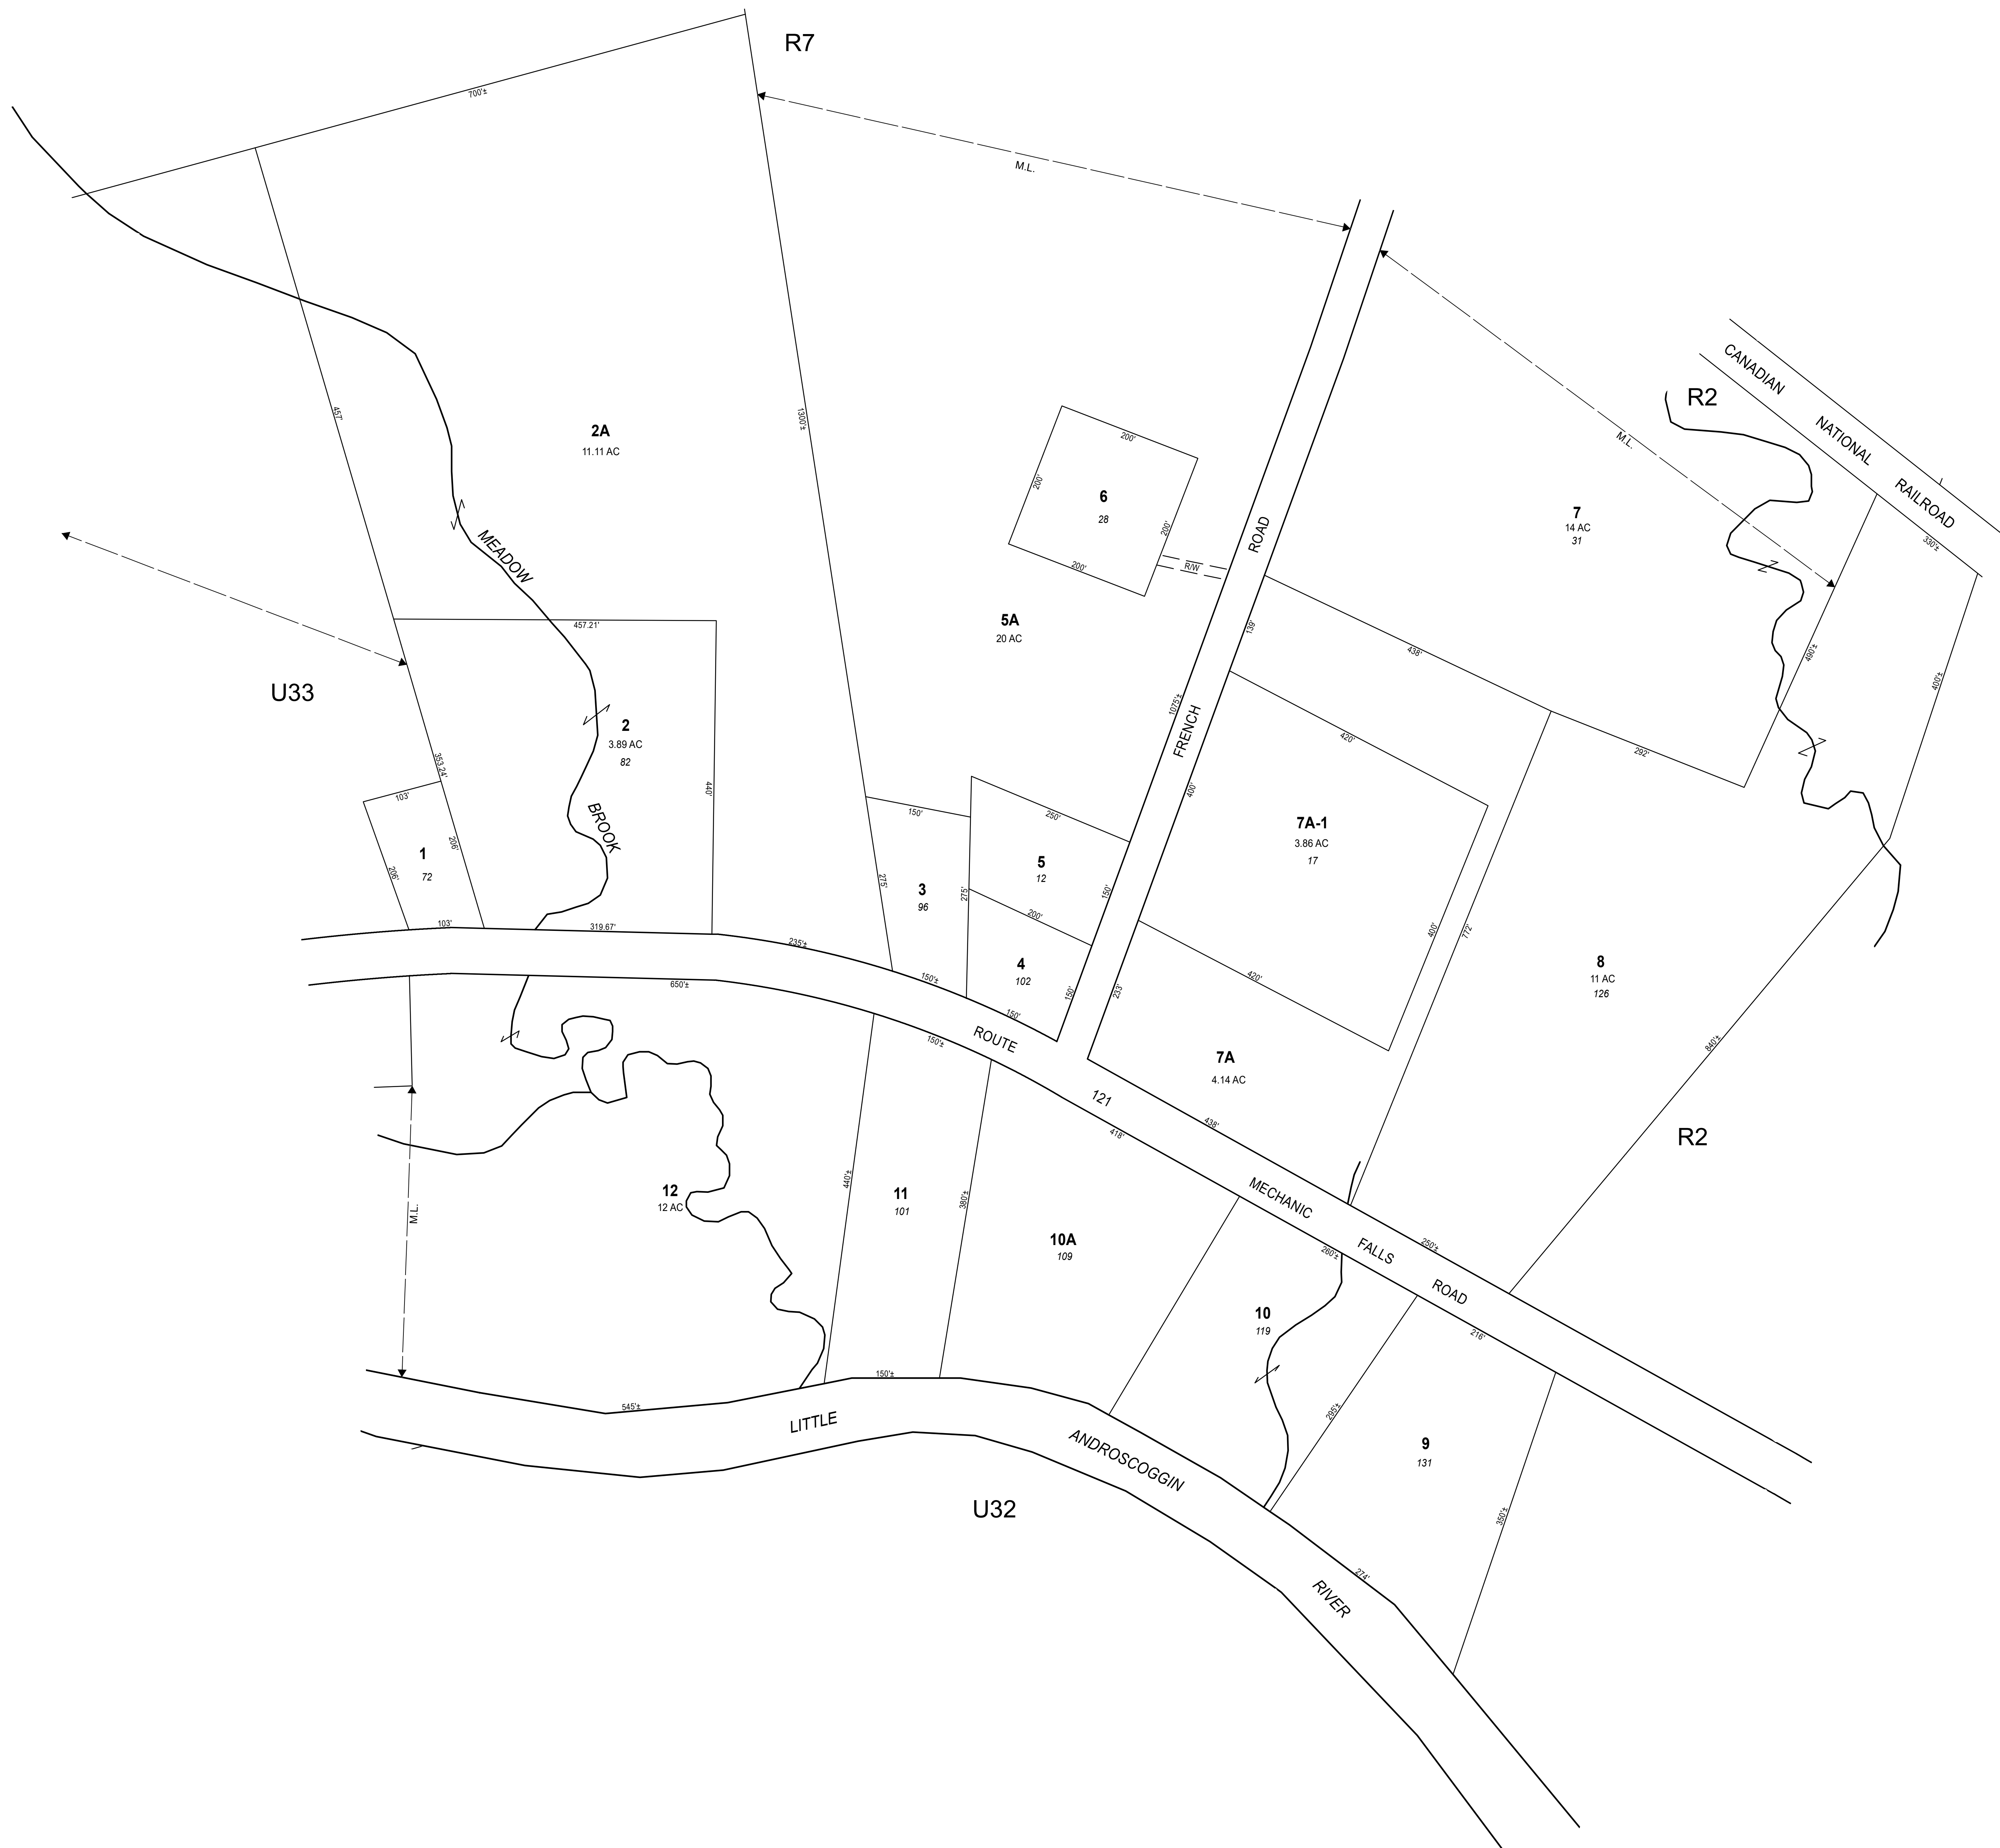 R7
700'±
M.L.
CANADIAN NATIONAL RAILROAD
R2
M.L.
457'
2A
11.11 AC
1300'±
200'
200'
6
28
200'
200'
R/W
ROAD
7
14 AC
31
330'±
MEADOW
5A
20 AC
139'
438'
490'±
400'±
457.21'
U33
2
3.89 AC
82
1075'±
FRENCH
420'
292'
353.24'
103'
440'
400'
BROOK
150'
250'
7A-1
3.86 AC
17
206'
1
72
206'
275'
3
96
275'
5
12
150'
200'
400'
772'
103'
319.67'
235'±
150'±
4
102
150'
150'
420'
233'
8
11 AC
126
650'±
150'±
ROUTE
7A
4.14 AC
840'±
121
418'
438'
R2
M.L.
12
12 AC
440'±
11
101
380'±
10A
109
MECHANIC
260'±
FALLS
250'±
ROAD
10
119
216'
150'±
545'±
LITTLE
ANDROSCOGGIN
295'±
9
131
U32
350'±
274'
RIVER